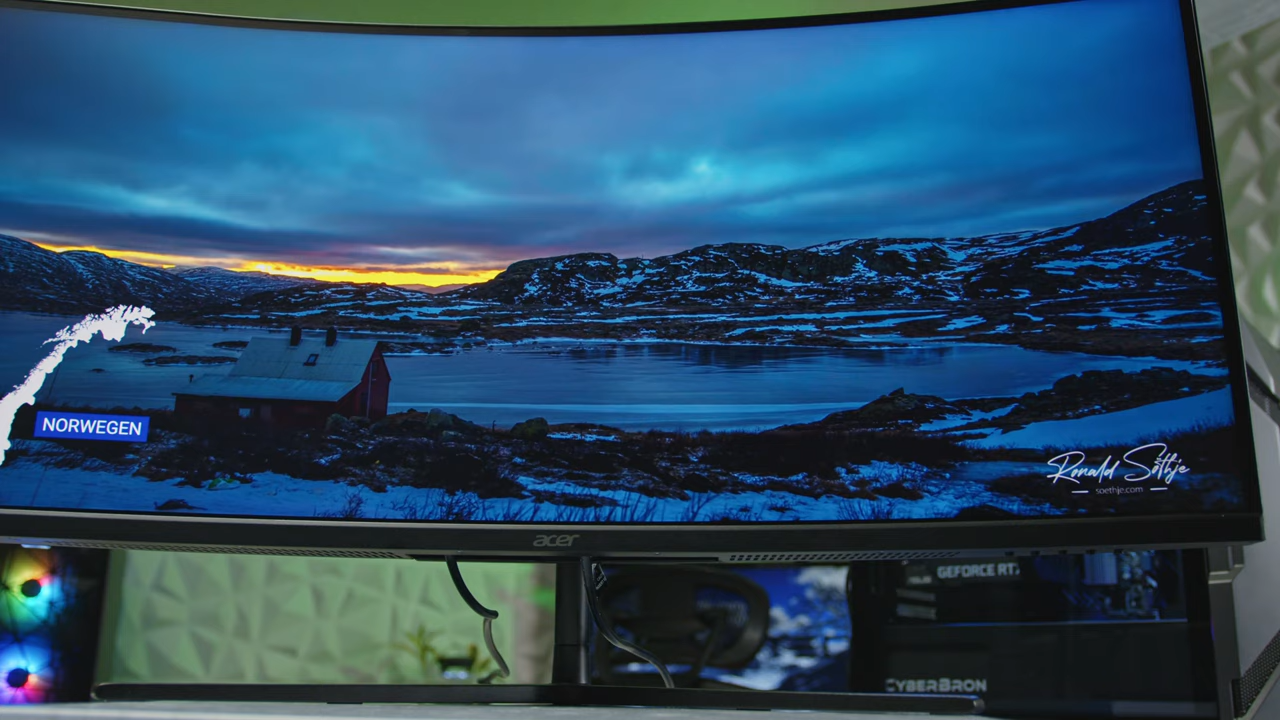 NORWEGEN
Ronald Söthje
soethje.com
acer
GEFORCE RTX
CYBERBRON